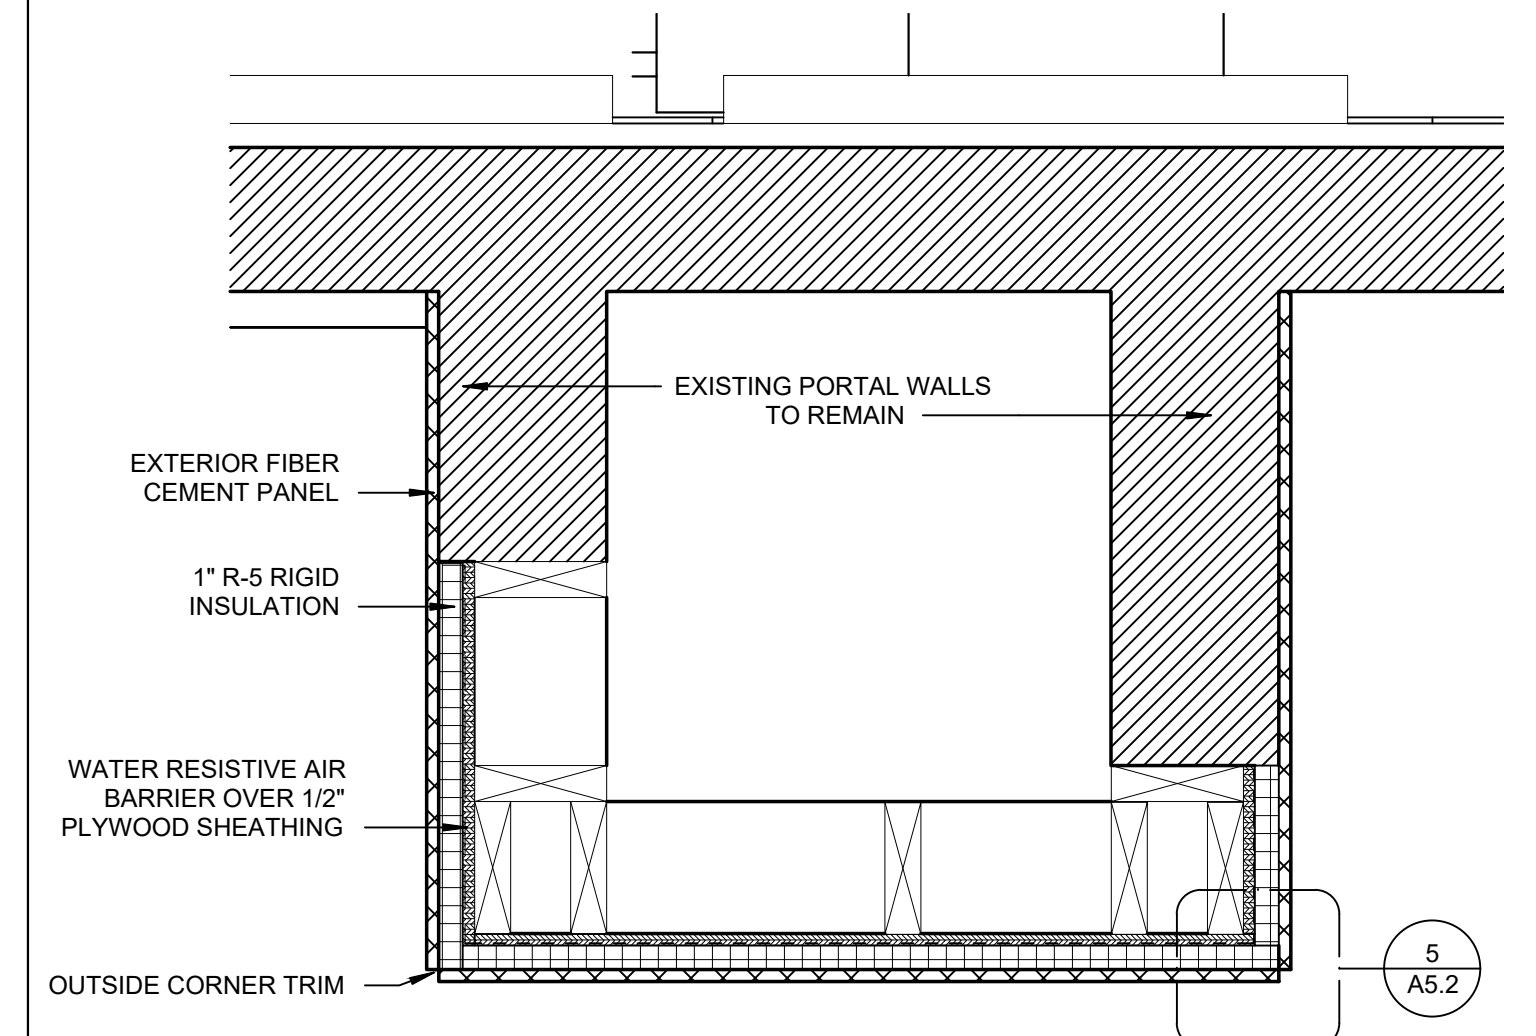 EXISTING PORTAL WALLS
TO REMAIN
EXTERIOR FIBER
CEMENT PANEL
1" R-5 RIGID
INSULATION
WATER RESISTIVE AIR
BARRIER OVER 1/2"
PLYWOOD SHEATHING
OUTSIDE CORNER TRIM
5
A5.2